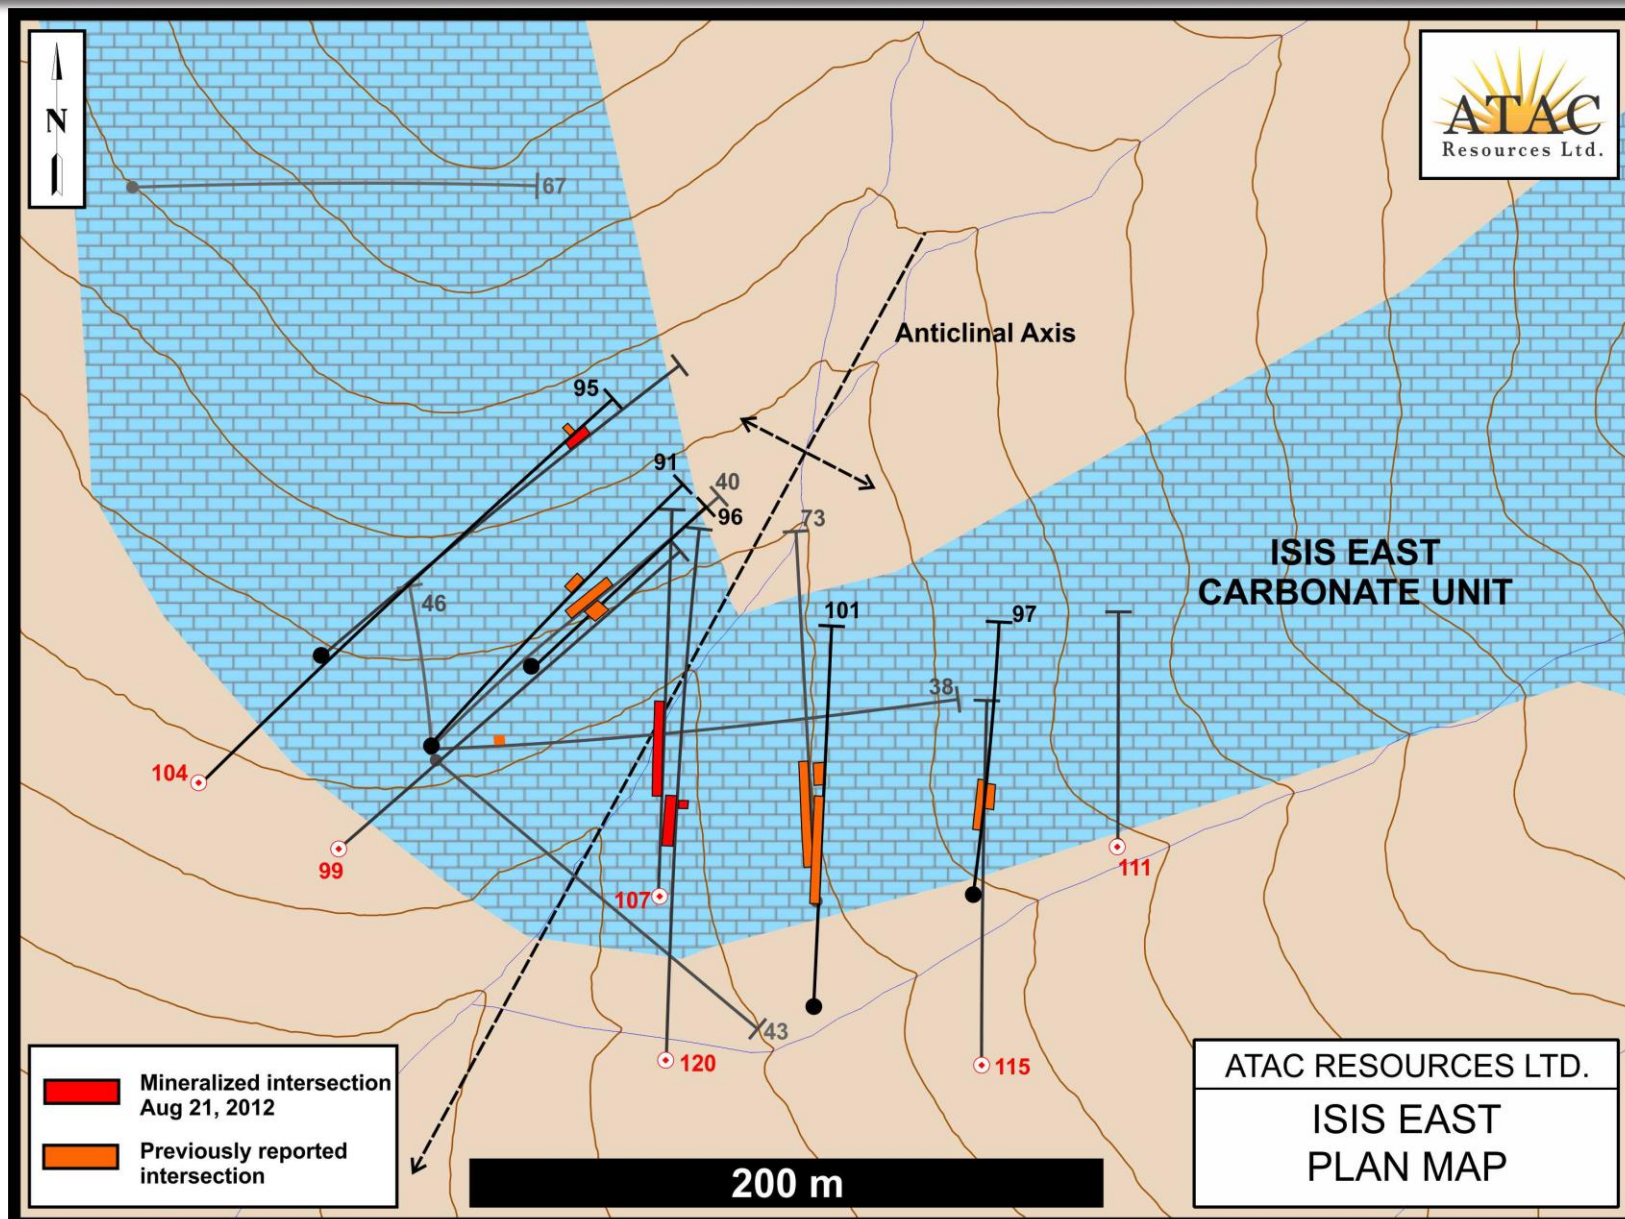 N
ATAC
Resources Ltd.
67
Anticlinal Axis
95
91
40
96
73
ISIS EAST
CARBONATE UNIT
46
101
97
38
104
99
107
111
43
120
115
Mineralized intersection
Aug 21, 2012
Previously reported
intersection
200 m
ATAC RESOURCES LTD.
ISIS EAST
PLAN MAP